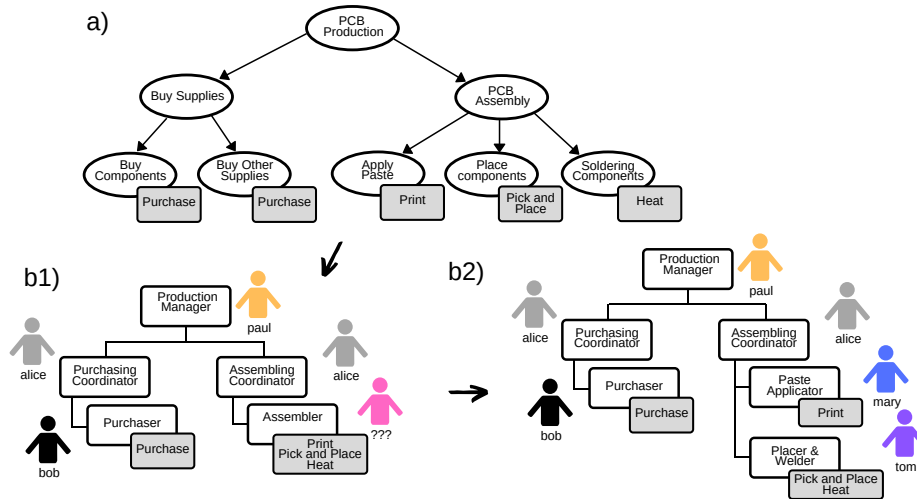 a)
PCB
Production
Buy Supplies
PCB
Assembly
Buy
Components
Purchase
Buy Other
Supplies
Purchase
Apply
Paste
Print
Place
components
Pick and
Place
Soldering
Components
Heat
b1)
Production
Manager
paul
alice
Purchasing
Coordinator
Assembling
Coordinator
alice
Purchaser
Purchase
bob
Assembler
Print
Pick and Place
Heat
???
b2)
Production
Manager
paul
alice
Purchasing
Coordinator
Assembling
Coordinator
alice
Purchaser
Purchase
bob
Paste
Applicator
Print
mary
Placer &
Welder
Pick and Place
Heat
tom